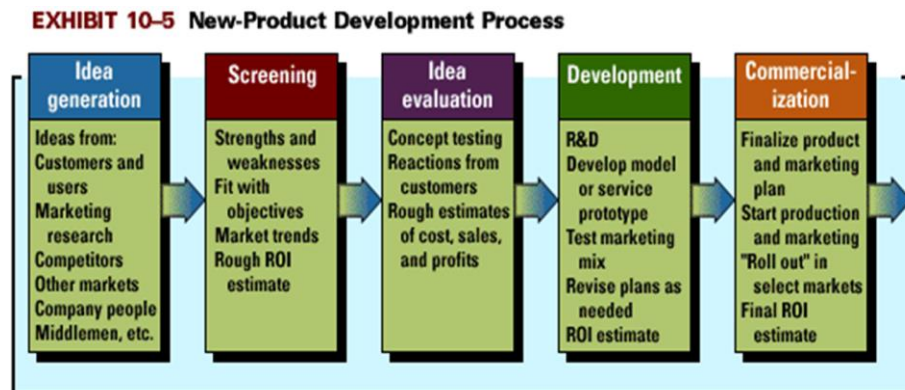 EXHIBIT 10–5 New-Product Development Process
Idea
generation
Ideas from:
Customers and
users
Marketing
research
Competitors
Other markets
Company people
Middlemen, etc.
Screening
Strengths and
weaknesses
Fit with
objectives
Market trends
Rough ROI
estimate
Idea
evaluation
Concept testing
Reactions from
customers
Rough estimates
of cost, sales,
and profits
Development
R&D
Develop model
or service
prototype
Test marketing
mix
Revise plans as
needed
ROI estimate
Commercial-
ization
Finalize product
and marketing
plan
Start production
and marketing
"Roll out" in
select markets
Final ROI
estimate